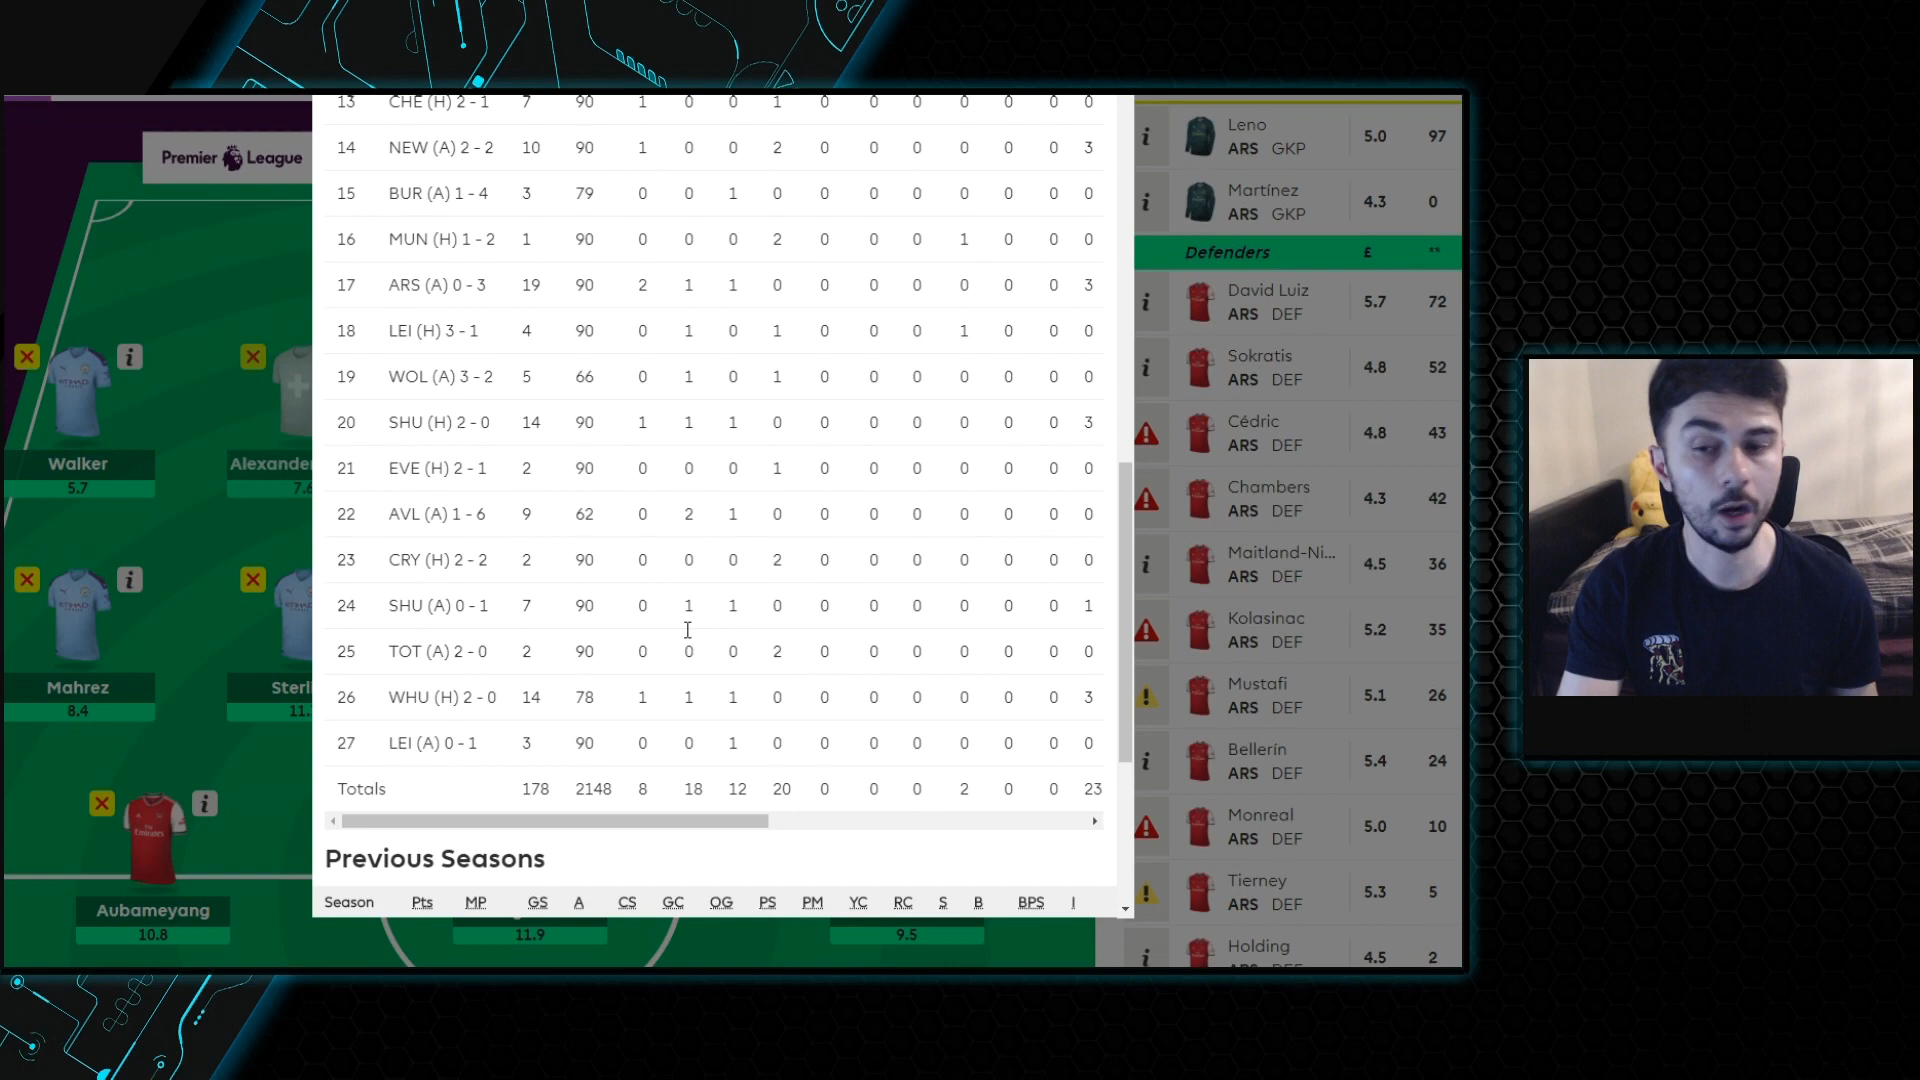 Premier League
Walker
5.7
Mahrez
8.4
Aubameyang
10.8
11.9
9.5
13 CHE (H) 2 - 1 7 90 1 0 0 1 0 0 0 0 0 0 0
14 NEW (A) 2 - 2 10 90 1 0 0 2 0 0 0 0 0 0 3
15 BUR (A) 1 - 4 3 79 0 0 1 0 0 0 0 0 0 0 0
16 MUN (H) 1 - 2 1 90 0 0 0 2 0 0 0 1 0 0 0
17 ARS (A) 0 - 3 19 90 2 1 1 0 0 0 0 0 0 0 3
18 LEI (H) 3 - 1 4 90 0 1 0 1 0 0 0 1 0 0 0
19 WOL (A) 3 - 2 5 66 0 1 0 1 0 0 0 0 0 0 0
20 SHU (H) 2 - 0 14 90 1 1 1 0 0 0 0 0 0 0 3
21 EVE (H) 2 - 1 2 90 0 0 0 1 0 0 0 0 0 0 0
22 AVL (A) 1 - 6 9 62 0 2 1 0 0 0 0 0 0 0 0
23 CRY (H) 2 - 2 2 90 0 0 0 2 0 0 0 0 0 0 0
24 SHU (A) 0 - 1 7 90 0 1 1 0 0 0 0 0 0 0 1
25 TOT (A) 2 - 0 2 90 0 0 0 2 0 0 0 0 0 0 0
26 WHU (H) 2 - 0 14 78 1 1 1 0 0 0 0 0 0 0 3
27 LEI (A) 0 - 1 3 90 0 0 1 0 0 0 0 0 0 0 0
Totals 178 2148 8 18 12 20 0 0 0 2 0 0 23
Previous Seasons
Season Pts MP GS A CS GC OG PS PM YC RC S B BPS I
Leno 5.0 97
ARS GKP
Martínez 4.3 0
ARS GKP
Defenders £ **
David Luiz 5.7 72
ARS DEF
Sokratis 4.8 52
ARS DEF
Cédric 4.8 43
ARS DEF
Chambers 4.3 42
ARS DEF
Maitland-Ni... 4.5 36
ARS DEF
Kolasinac 5.2 35
ARS DEF
Mustafi 5.1 26
ARS DEF
Bellerín 5.4 24
ARS DEF
Monreal 5.0 10
ARS DEF
Tierney 5.3 5
ARS DEF
Holding 4.5 2